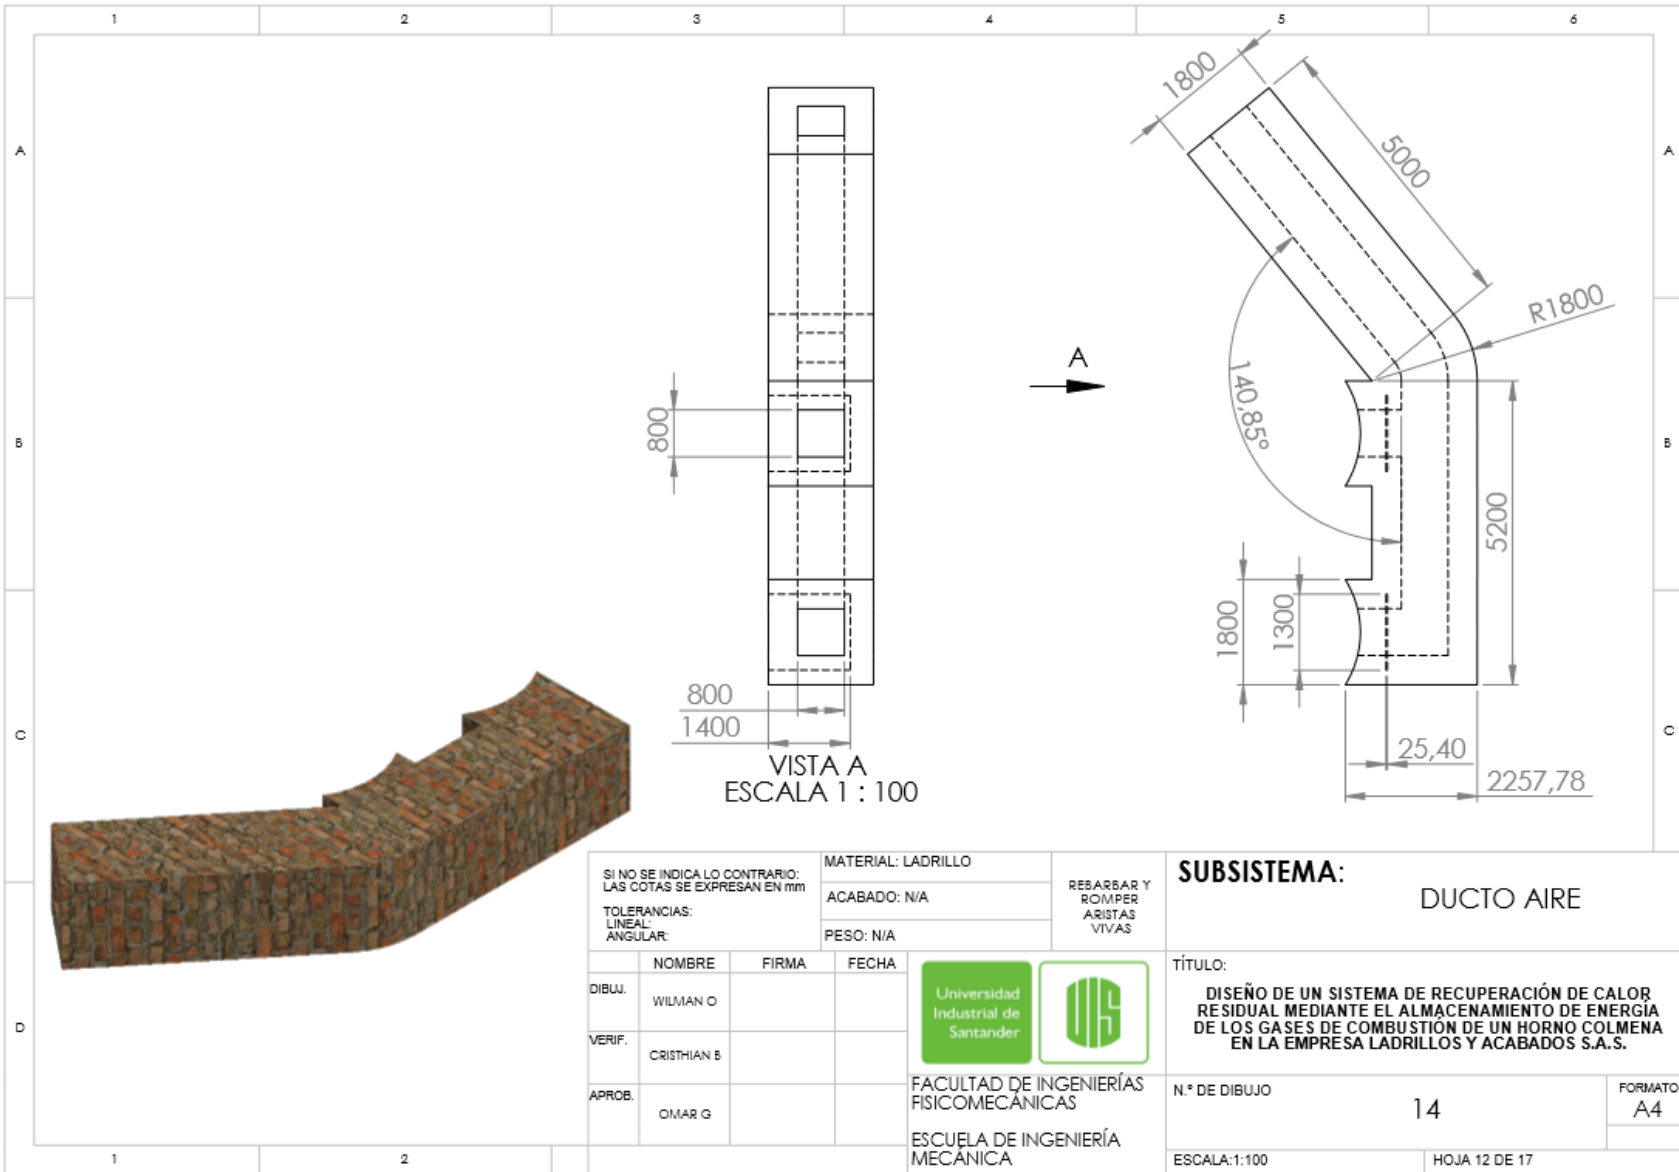 1 2 3 4 5 6
A
A
B
B
C
C
D
1800
5000
R1800
140,85°
5200
1800
1300
25,40
2257,78
A
800
800
1400
VISTA A
ESCALA 1 : 100
SI NO SE INDICA LO CONTRARIO:
LAS COTAS SE EXPRESAN EN mm
TOLERANCIAS:
LINEAL:
ANGULAR:
MATERIAL: LADRILLO
ACABADO: N/A
PESO: N/A
REBARBAR Y
ROMPER
ARISTAS
VIVAS
SUBSISTEMA:
DUCTO AIRE
NOMBRE FIRMA FECHA
DIBUJ. WILMAN O
VERIF. CRISTHIAN B
APROB. OMAR G
Universidad
Industrial de
Santander
UIS
FACULTAD DE INGENIERÍAS
FISICOMECÁNICAS
ESCUELA DE INGENIERÍA
MECÁNICA
TÍTULO:
DISEÑO DE UN SISTEMA DE RECUPERACIÓN DE CALOR
RESIDUAL MEDIANTE EL ALMACENAMIENTO DE ENERGÍA
DE LOS GASES DE COMBUSTIÓN DE UN HORNO COLMENA
EN LA EMPRESA LADRILLOS Y ACABADOS S.A.S.
N.º DE DIBUJO
14
FORMATO
A4
ESCALA:1:100
HOJA 12 DE 17
1 2